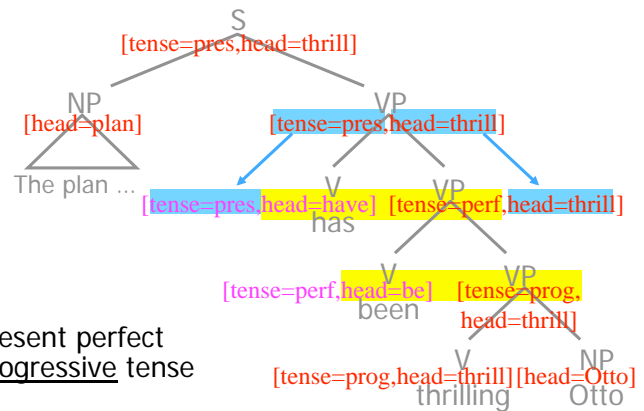 S
[tense=pres,head=thrill]
NP VP
[head=plan] [tense=pres,head=thrill]
The plan ... V VP
[tense=pres,head=have] [tense=perf,head=thrill]
has
V VP
[tense=perf,head=be] [tense=prog,
been head=thrill]
esent perfect
ogressive tense
V NP
[tense=prog,head=thrill] [head=Otto]
thrilling Otto